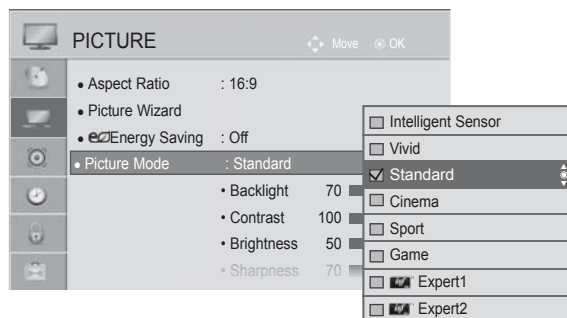 PICTURE
Move OK
• Aspect Ratio : 16:9
• Picture Wizard
• Energy Saving : Off
• Picture Mode : Standard
• Backlight 70
• Contrast 100
• Brightness 50
• Sharpness 70
Intelligent Sensor
Vivid
Standard
Cinema
Sport
Game
Expert1
Expert2